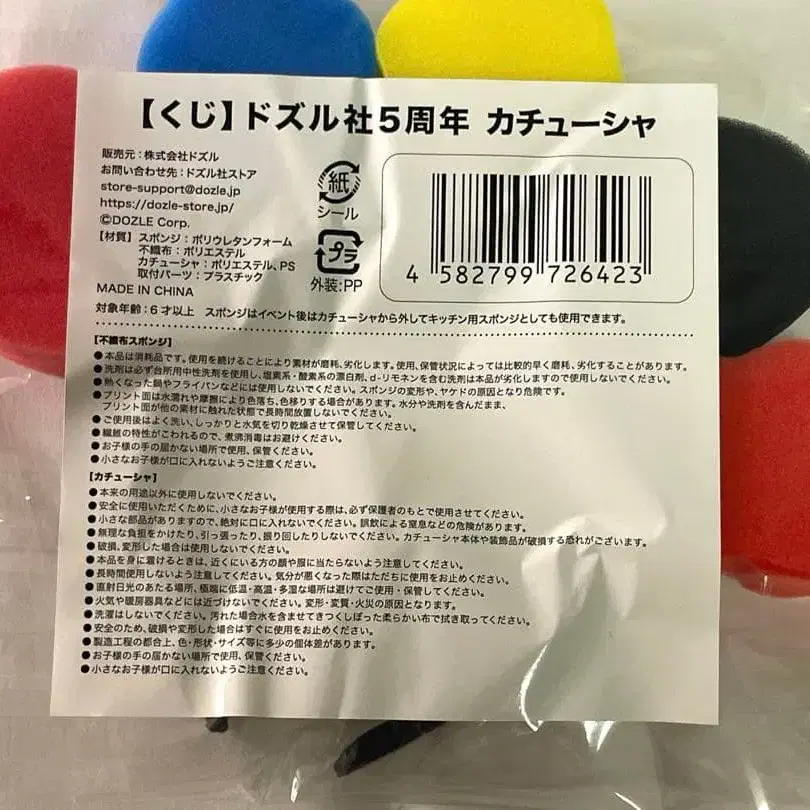 【くじ】ドズル社5周年 カチューシャ
販売元：株式会社ドズル
お問い合わせ先：ドズル社ストア
store-support@dozle.jp
https://dozle-store.jp/
©DOZLE Corp.
【材質】スポンジ：ポリウレタンフォーム
不織布：ポリエステル
カチューシャ：ポリエステル、PS
取付パーツ：プラスチック
MADE IN CHINA
紙
シール
プラ
外装:PP
4 582799 726423
対象年齢：6才以上 スポンジはイベント後はカチューシャから外してキッチン用スポンジとしても使用できます。
【不織布スポンジ】
●本品は消耗品です。使用を続けることにより素材が磨耗、劣化します。使用、保管状況によっては比較的早く磨耗、劣化することがあります。
●洗剤は必ず台所用中性洗剤を使用し、塩素系・酸素系の漂白剤、d-リモネンを含む洗剤は本品が劣化しますので使用しないでください。
●熱くなった鍋やフライパンなどには使用しないでください。スポンジの変形や、ヤケドの原因となり危険です。
●プリント面は水濡れや摩擦により色落ち、色移りする場合があります。水分や洗剤を含んだまま、
プリント面が他の素材に触れた状態で長時間放置しないでください。
●ご使用後はよく洗い、しっかりと水気を切り乾燥させて保管してください。
●繊維の特性がこわれるので、煮沸消毒はお避けください。
●お子様の手の届かない場所で使用、保管ください。
●小さなお子様が口に入れないようご注意ください。
【カチューシャ】
●本来の用途以外に使用しないでください。
●安全に使用いただくために、小さなお子様が使用する際は、必ず保護者のもとで使用させてください。
●小さな部品がありますので、絶対に口に入れないでください。誤飲による窒息などの危険があります。
●無理な負担をかけたり、引っ張ったり、振り回したりしないでください。カチューシャ本体や装飾品が破損する恐れがございます。
●破損、変形した場合は使用しないでください。
●本品を身に着けるときは、近くにいる方の顔や服に当たらないよう注意してください。
●長時間使用しないよう注意してください。気分が悪くなった際はただちに使用をお止めください。
●直射日光のあたる場所、極端に低温・高温・多湿な場所は避けてご使用・保管してください。
●火気や暖房器具などには近づけないでください。変形・変質・火災の原因となります。
●洗濯はしないでください。汚れた場合水を含ませてきつくしぼった柔らかい布で拭き取ってください。
●安全のため、破損や変形した場合はすぐに使用をお止めください。
●製造工程の都合上、色・形状・サイズ等に多少の個体差があります。
●お子様の手の届かない場所で使用、保管ください。
●小さなお子様が口に入れないようご注意ください。